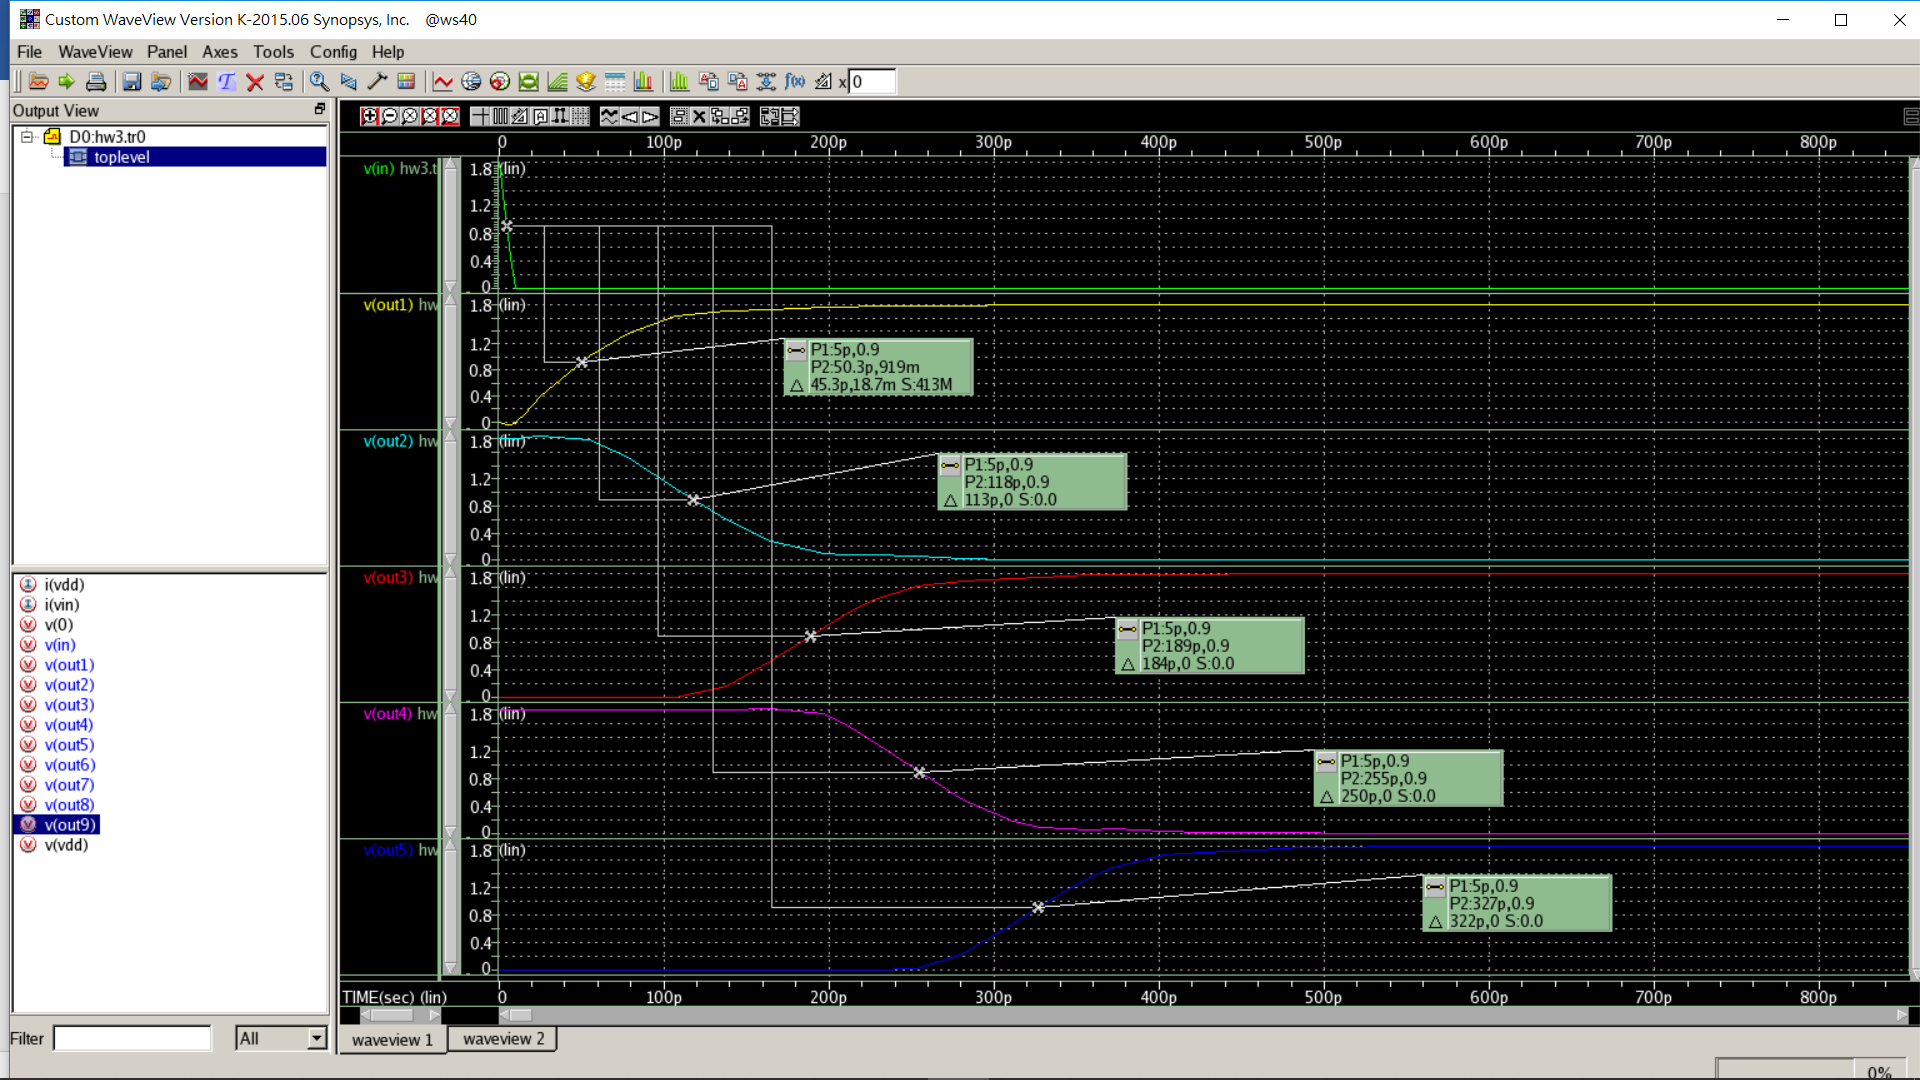 Custom WaveView Version K-2015.06 Synopsys, Inc. @ws40
File WaveView Panel Axes Tools Config Help
x 0
Output View
D0:hw3.tr0
toplevel
i(vdd)
i(vin)
v(0)
v(in)
v(out1)
v(out2)
v(out3)
v(out4)
v(out5)
v(out6)
v(out7)
v(out8)
v(out9)
v(vdd)
Filter
All
0 100p 200p 300p 400p 500p 600p 700p 800p
v(in) hw3.t
1.8 (lin)
1.2
0.8
0.4
0
v(out1) hw
1.8 (lin)
1.2
0.8
0.4
0
P1:5p,0.9
P2:50.3p,919m
△ 45.3p,18.7m S:413M
v(out2) hw
1.8 (lin)
1.2
0.8
0.4
0
P1:5p,0.9
P2:118p,0.9
△ 113p,0 S:0.0
v(out3) hw
1.8 (lin)
1.2
0.8
0.4
0
P1:5p,0.9
P2:189p,0.9
△ 184p,0 S:0.0
v(out4) hw
1.8 (lin)
1.2
0.8
0.4
0
P1:5p,0.9
P2:255p,0.9
△ 250p,0 S:0.0
v(out5) hw
1.8 (lin)
1.2
0.8
0.4
0
P1:5p,0.9
P2:327p,0.9
△ 322p,0 S:0.0
TIME(sec) (lin) 0 100p 200p 300p 400p 500p 600p 700p 800p
waveview 1 waveview 2
0%